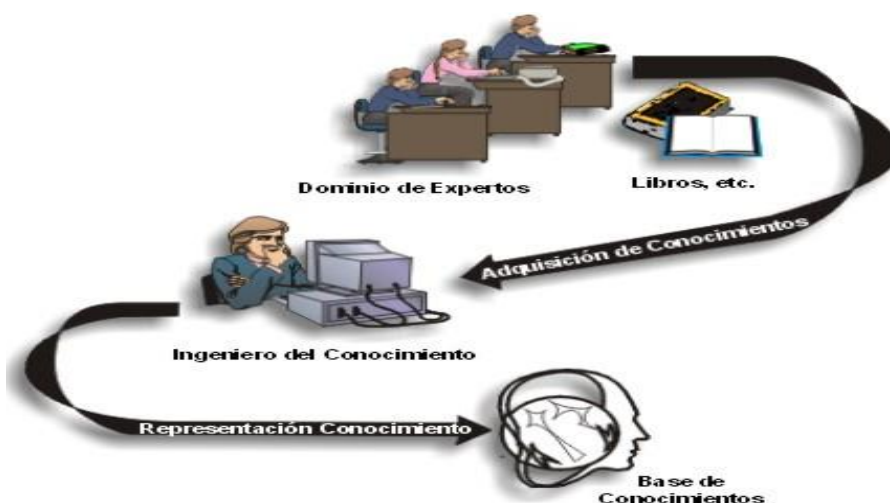 Dominio de Expertos
Libros, etc.
Adquisición de Conocimientos
Ingeniero del Conocimiento
Representación Conocimiento
Base de
Conocimientos